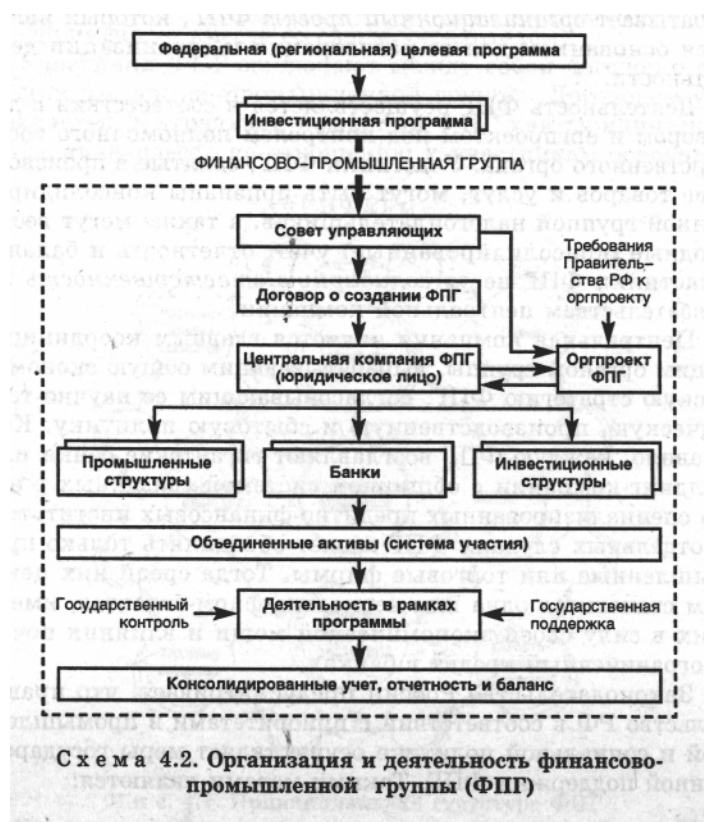 Федеральная (региональная) целевая программа
Инвестиционная программа
ФИНАНСОВО-ПРОМЫШЛЕННАЯ ГРУППА
Совет управляющих
Требования
Правитель-
ства РФ к
оргпроекту
Договор о создании ФПГ
Центральная компания ФПГ
(юридическое лицо)
Оргпроект
ФПГ
Промышленные
структуры
Банки
Инвестиционные
структуры
Объединенные активы (система участия)
Государственный
контроль
Деятельность в рамках
программы
Государственная
поддержка
Консолидированные учет, отчетность и баланс
Схема 4.2. Организация и деятельность финансово-
промышленной группы (ФПГ)